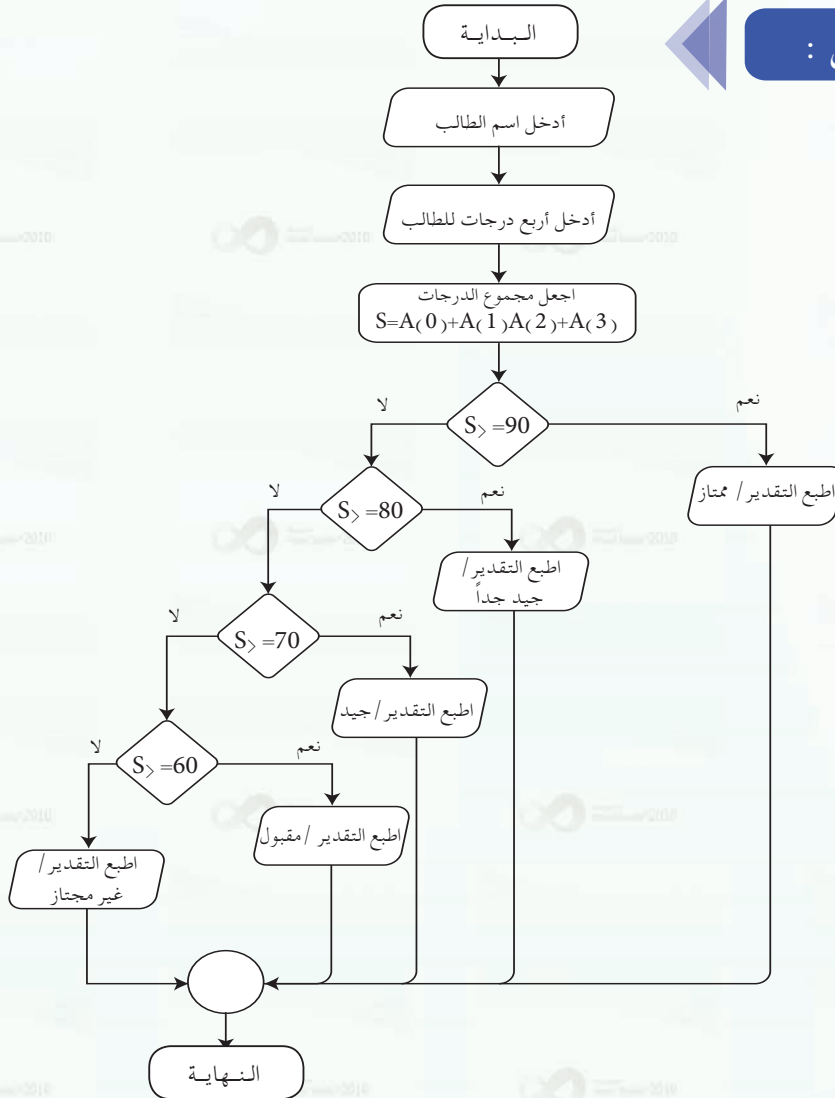 البداية
أدخل اسم الطالب
أدخل أربع درجات للطالب
اجعل مجموع الدرجات
S=A(0)+A(1)A(2)+A(3)
نعم
لا
S> =90
اطبع التقدير/ ممتاز
نعم
لا
S> =80
اطبع التقدير/
جيد جداً
نعم
لا
S> =70
اطبع التقدير/جيد
نعم
لا
S> =60
اطبع التقدير /مقبول
اطبع التقدير/
غير مجتاز
النهاية